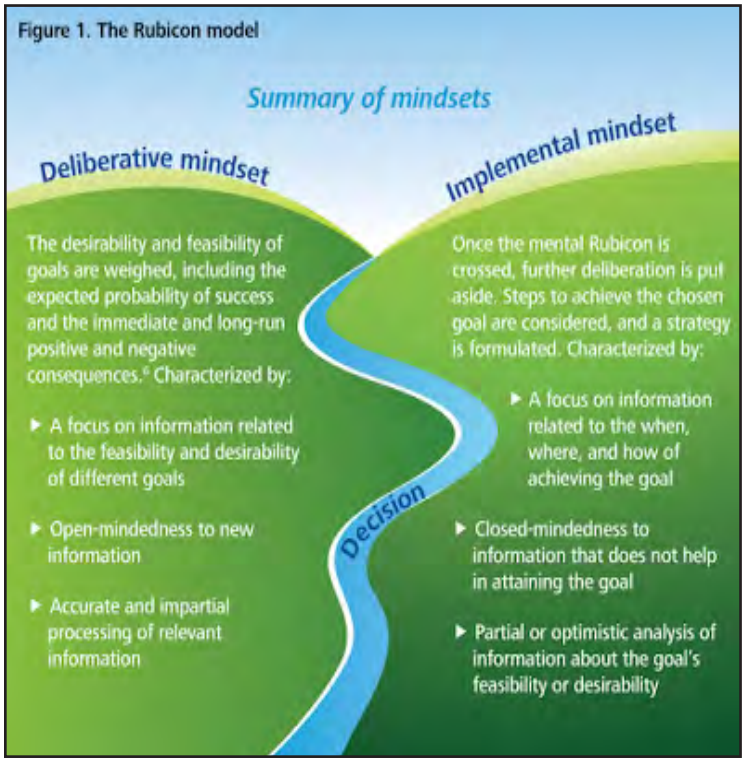 Figure 1. The Rubicon model
Summary of mindsets
Deliberative mindset
The desirability and feasibility of
goals are weighed, including the
expected probability of success
and the immediate and long-run
positive and negative
consequences.⁶ Characterized by:
▶ A focus on information related
to the feasibility and desirability
of different goals
▶ Open-mindedness to new
information
▶ Accurate and impartial
processing of relevant
information
Decision
Implemental mindset
Once the mental Rubicon is
crossed, further deliberation is put
aside. Steps to achieve the chosen
goal are considered, and a strategy
is formulated. Characterized by:
▶ A focus on information
related to the when,
where, and how of
achieving the goal
▶ Closed-mindedness to
information that does not help
in attaining the goal
▶ Partial or optimistic analysis of
information about the goal's
feasibility or desirability